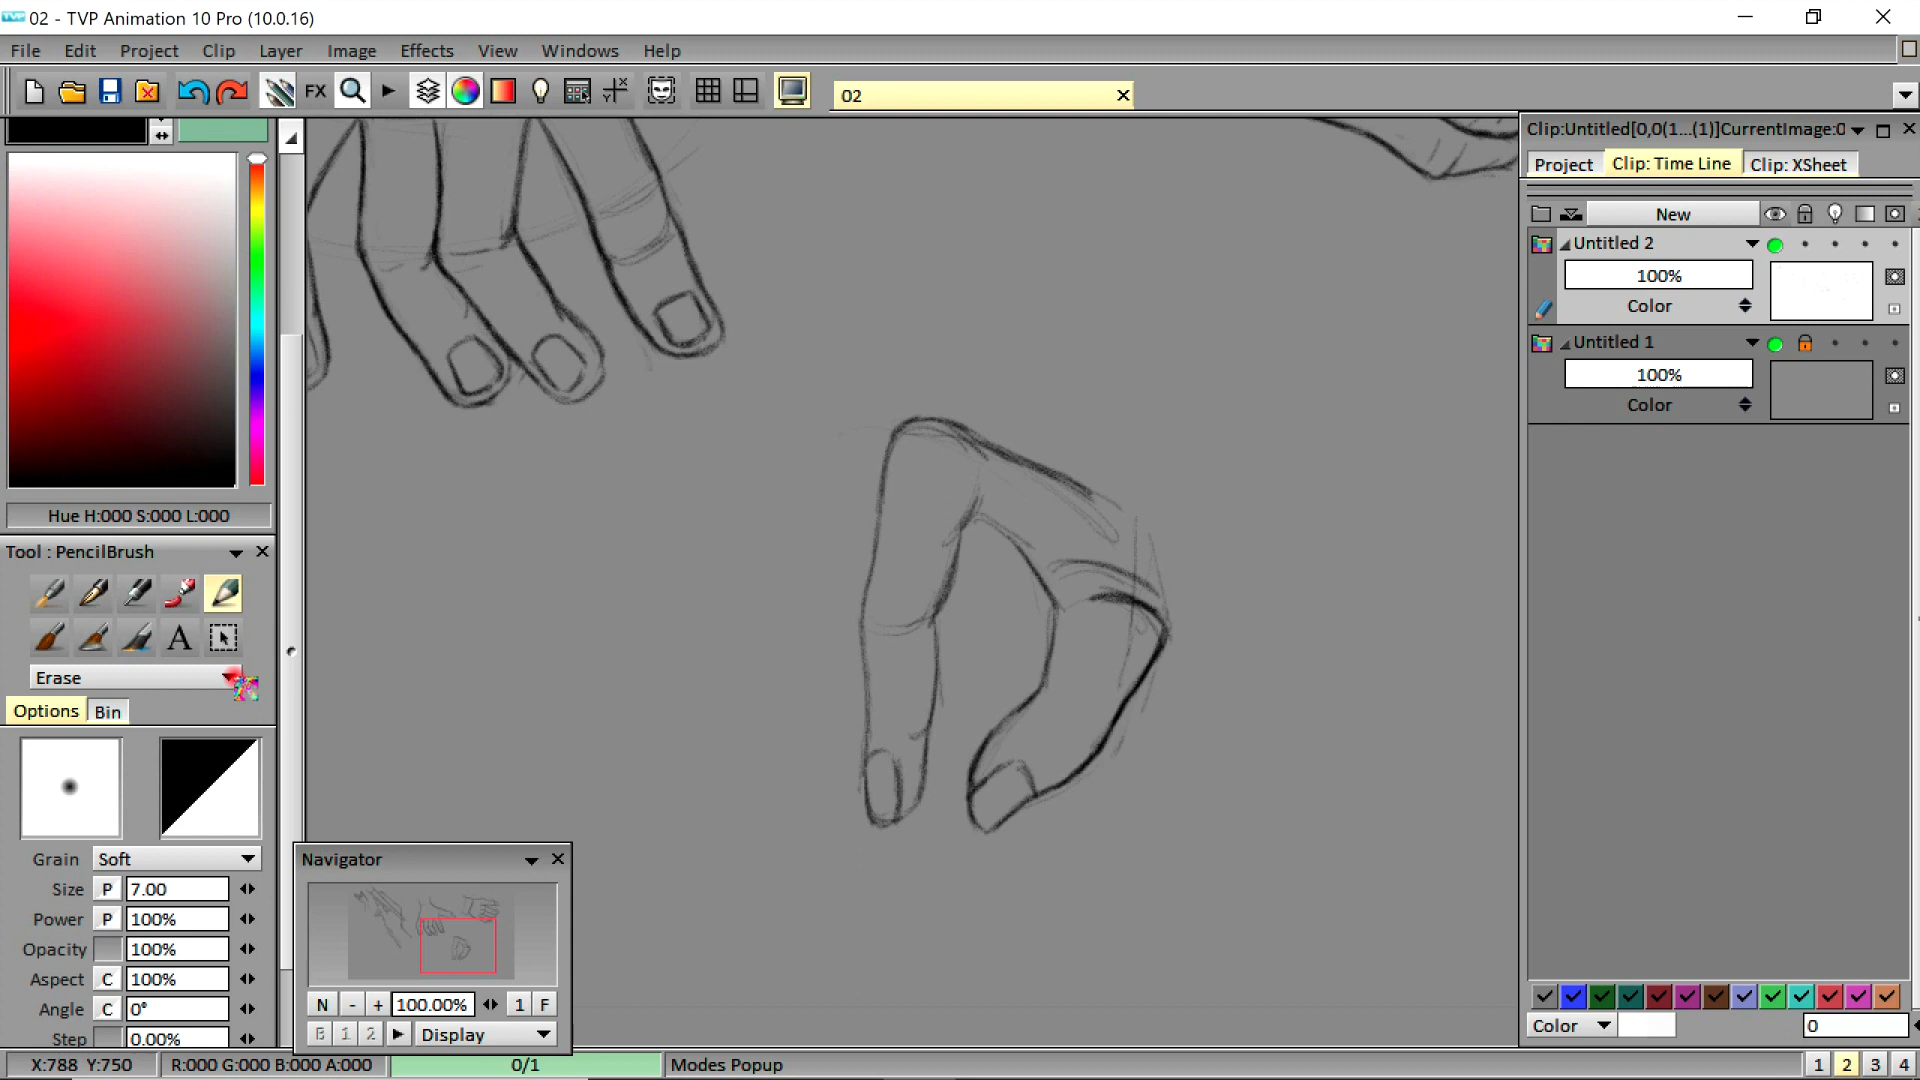 02 - TVP Animation 10 Pro (10.0.16)
File Edit Project Clip Layer Image Effects View Windows Help
FX
02
Clip:Untitled[0,0(1...(1)]CurrentImage:0
Project Clip: Time Line Clip: XSheet
New
Untitled 2
100%
Color
Untitled 1
100%
Color
Hue H:000 S:000 L:000
Tool : PencilBrush
A
Erase
Options Bin
Grain Soft
Size P 7.00
Power P 100%
Opacity 100%
Aspect C 100%
Angle C 0°
Step 0.00%
Navigator
N - + 100.00% 1 F
B 1 2 Display
Color 0
X:788 Y:750 R:000 G:000 B:000 A:000 0/1 Modes Popup 1 2 3 4